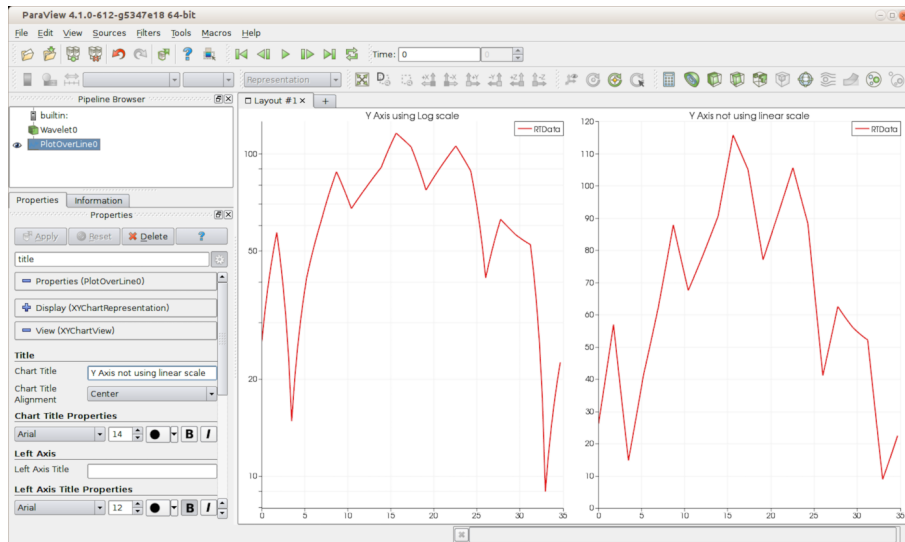 ParaView 4.1.0-612-g5347e18 64-bit
File Edit View Sources Filters Tools Macros Help
Time: 0 0
Representation
Pipeline Browser
builtin:
Wavelet0
PlotOverLine0
Properties Information
Properties
Apply Reset Delete ?
title
Properties (PlotOverLine0)
Display (XYChartRepresentation)
View (XYChartView)
Title
Chart Title Y Axis not using linear scale
Chart Title
Alignment Center
Chart Title Properties
Arial 14 B I
Left Axis
Left Axis Title
Left Axis Title Properties
Arial 12 B I
Layout #1 x +
Y Axis using Log scale
RTData
100
50
20
10
0 5 10 15 20 25 30 35
Y Axis not using linear scale
RTData
120
110
100
90
80
70
60
50
40
30
20
10
0
0 5 10 15 20 25 30 35